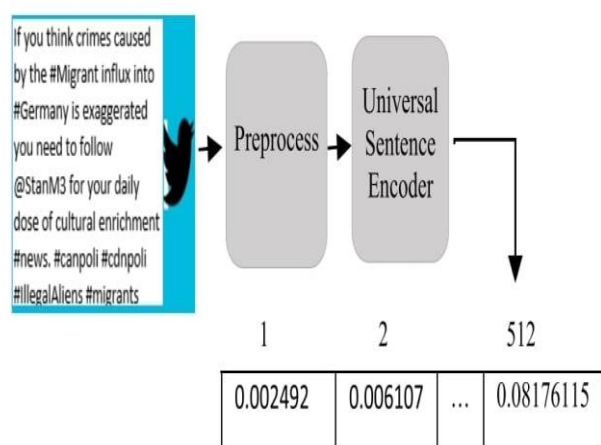 If you think crimes caused
by the #Migrant influx into
#Germany is exaggerated
you need to follow
@StanM3 for your daily
dose of cultural enrichment
#news. #canpoli #cdnpoli
#IllegalAliens #migrants
Preprocess
Universal
Sentence
Encoder
1 2 512
0.002492 0.006107 ... 0.08176115